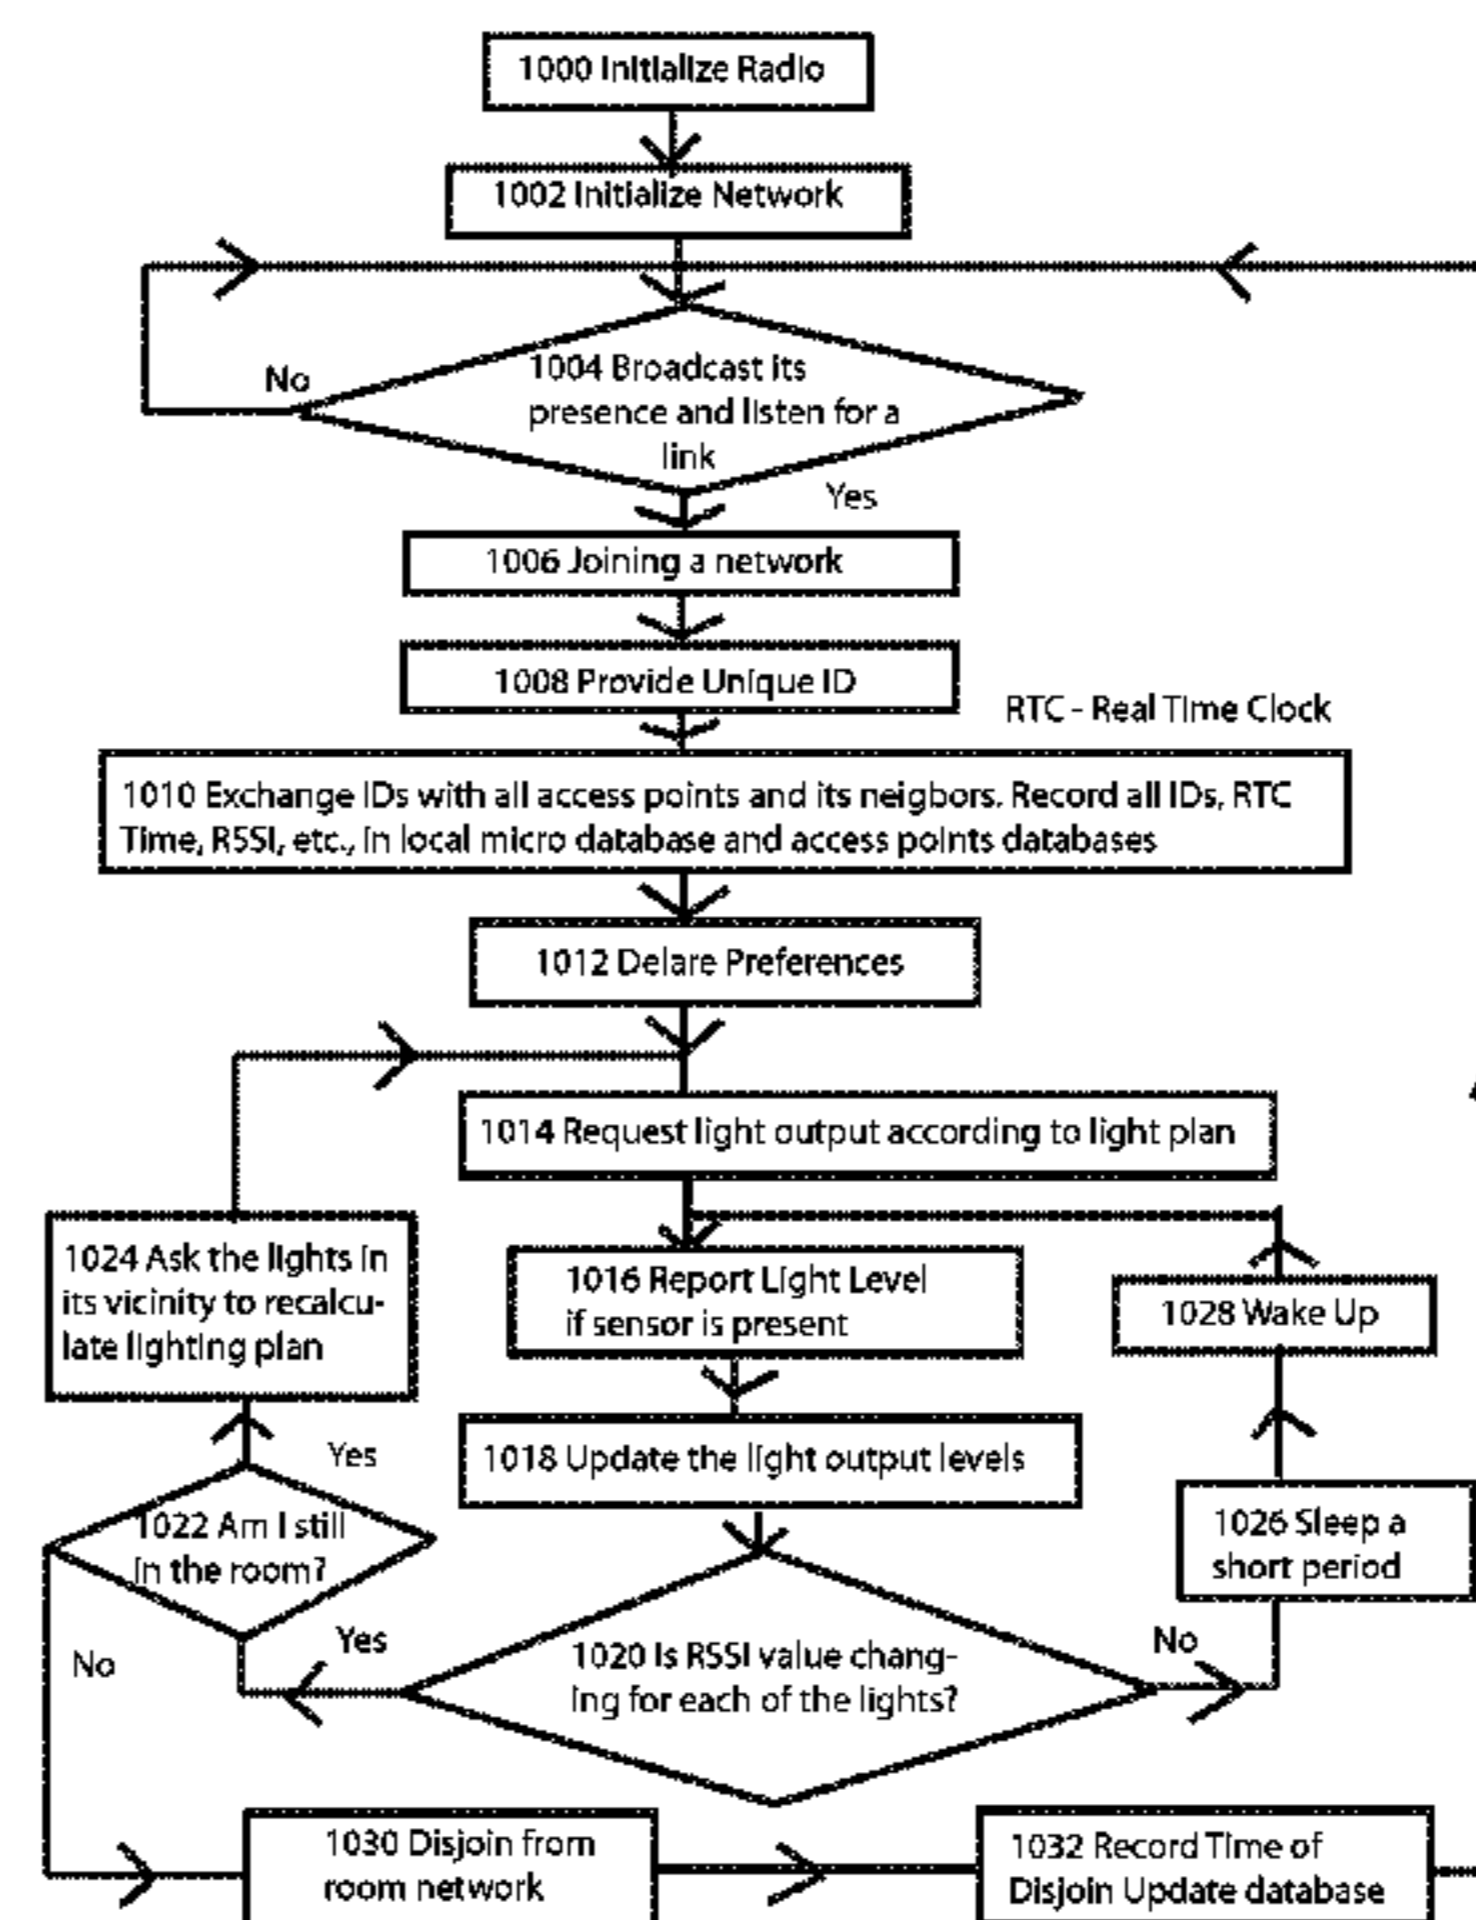 1000 Initialize Radio
1002 Initialize Network
No
1004 Broadcast its
presence and listen for a
link
Yes
1006 Joining a network
1008 Provide Unique ID
RTC - Real Time Clock
1010 Exchange IDs with all access points and its neigbors. Record all IDs, RTC
Time, RSSI, etc., in local micro database and access points databases
1012 Delare Preferences
1014 Request light output according to light plan
1024 Ask the lights in
its vicinity to recalcu-
late lighting plan
1016 Report Light Level
if sensor is present
1028 Wake Up
Yes
1018 Update the light output levels
1022 Am I still
in the room?
1026 Sleep a
short period
No
Yes
1020 Is RSSI value chang-
ing for each of the lights?
No
1030 Disjoin from
room network
1032 Record Time of
Disjoin Update database